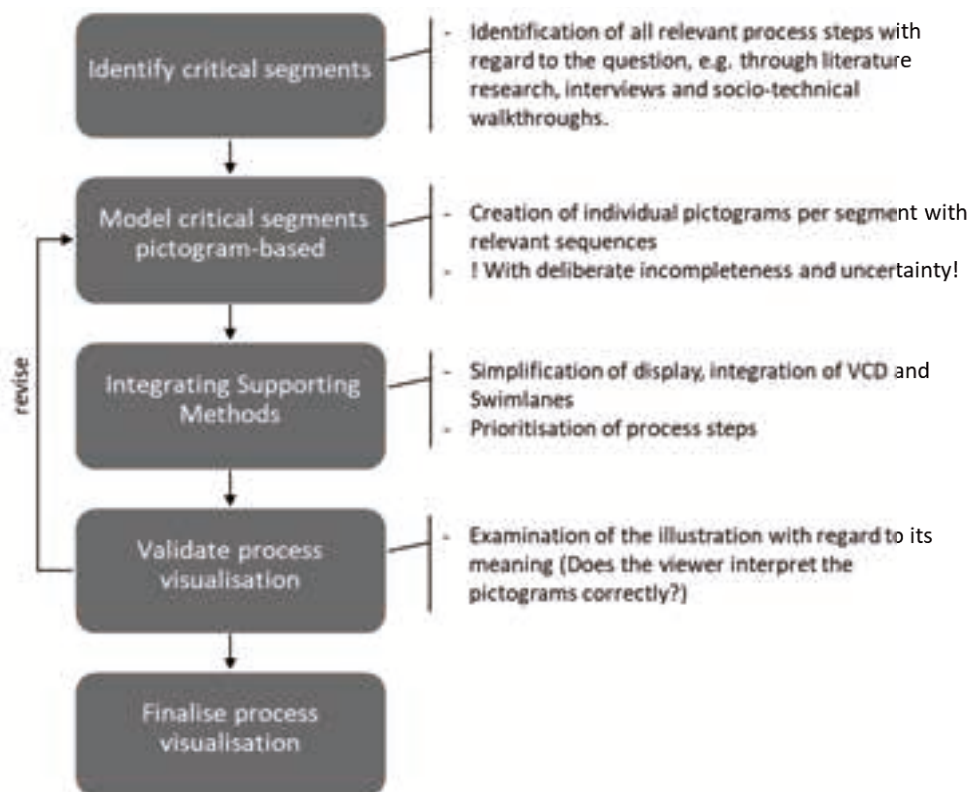 Identify critical segments
- Identification of all relevant process steps with
regard to the question, e.g. through literature
research, interviews and socio-technical
walkthroughs.
Model critical segments
pictogram-based
- Creation of individual pictograms per segment with
relevant sequences
- ! With deliberate incompleteness and uncertainty!
revise
Integrating Supporting
Methods
- Simplification of display, integration of VCD and
Swimlanes
- Prioritisation of process steps
Validate process
visualisation
- Examination of the illustration with regard to its
meaning (Does the viewer interpret the
pictograms correctly?)
Finalise process
visualisation